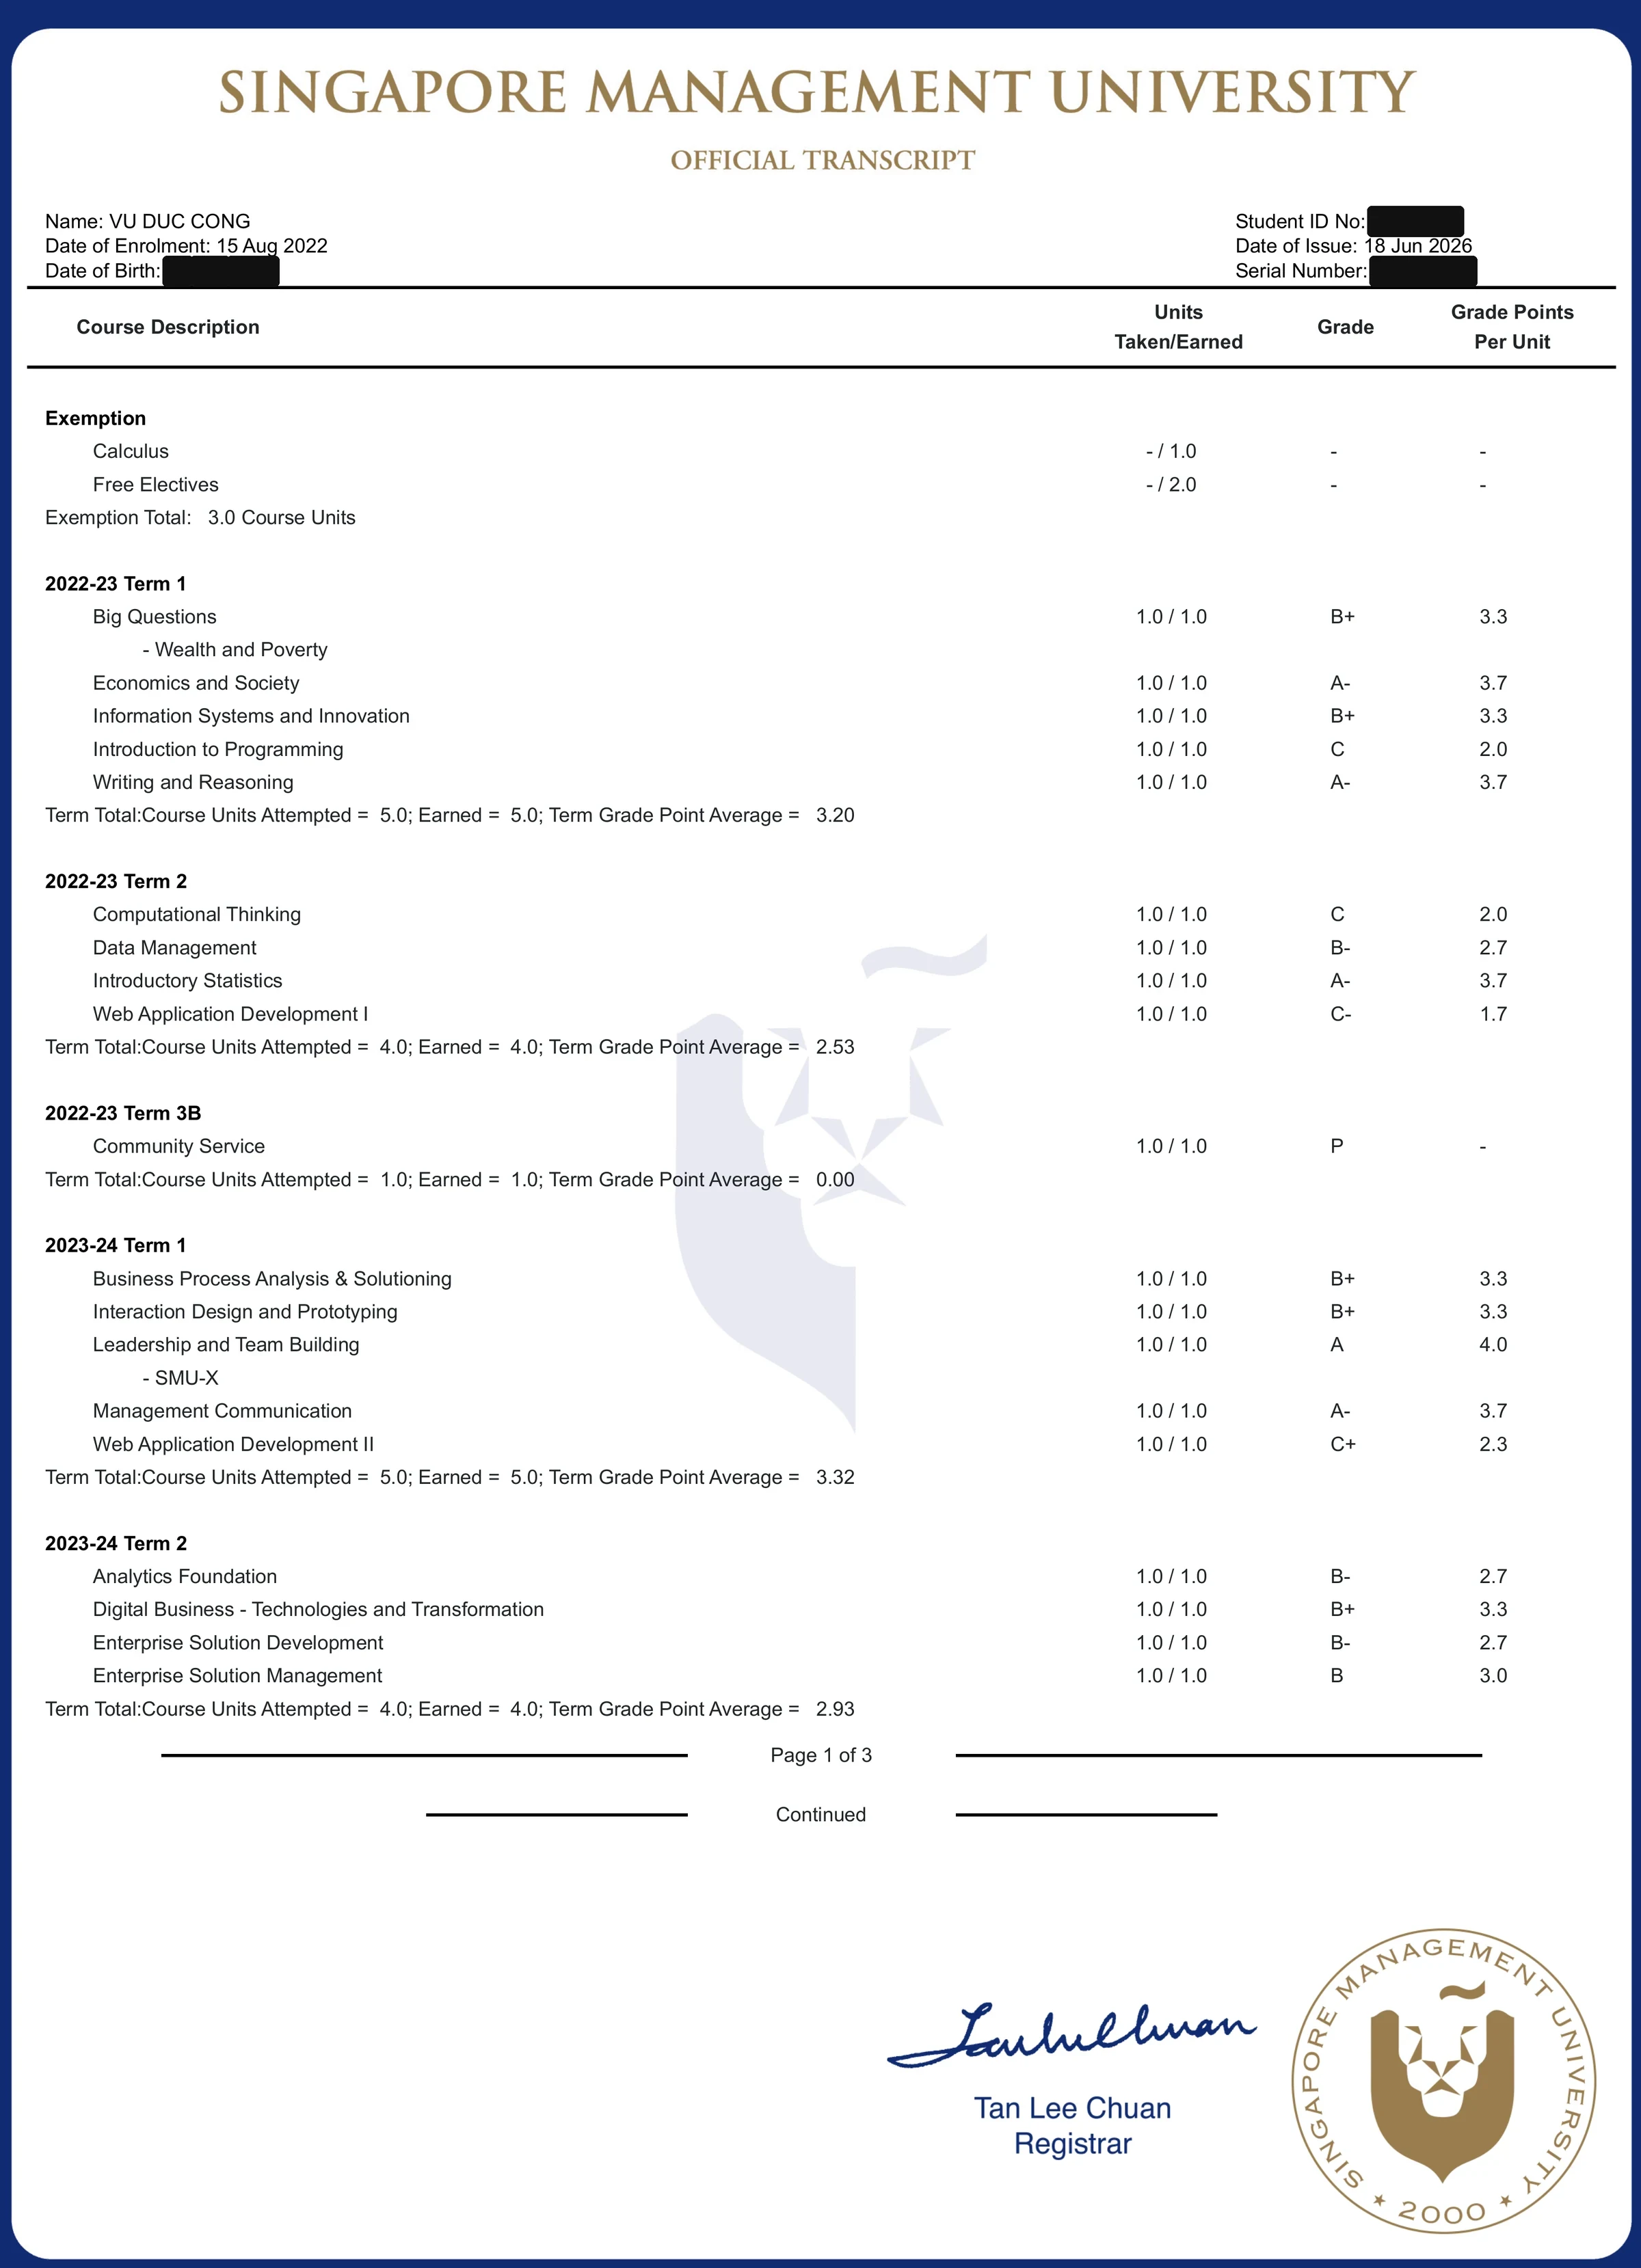 SINGAPORE MANAGEMENT UNIVERSITY
OFFICIAL TRANSCRIPT
Name: VU DUC CONG
Student ID No:
Date of Enrolment: 15 Aug 2022
Date of Issue: 18 Jun 2026
Date of Birth:
Serial Number:
Course Description Units Taken/Earned Grade Grade Points Per Unit
Exemption
Calculus - / 1.0 - -
Free Electives - / 2.0 - -
Exemption Total: 3.0 Course Units
2022-23 Term 1
Big Questions 1.0 / 1.0 B+ 3.3
- Wealth and Poverty
Economics and Society 1.0 / 1.0 A- 3.7
Information Systems and Innovation 1.0 / 1.0 B+ 3.3
Introduction to Programming 1.0 / 1.0 C 2.0
Writing and Reasoning 1.0 / 1.0 A- 3.7
Term Total:Course Units Attempted = 5.0; Earned = 5.0; Term Grade Point Average = 3.20
2022-23 Term 2
Computational Thinking 1.0 / 1.0 C 2.0
Data Management 1.0 / 1.0 B- 2.7
Introductory Statistics 1.0 / 1.0 A- 3.7
Web Application Development I 1.0 / 1.0 C- 1.7
Term Total:Course Units Attempted = 4.0; Earned = 4.0; Term Grade Point Average = 2.53
2022-23 Term 3B
Community Service 1.0 / 1.0 P -
Term Total:Course Units Attempted = 1.0; Earned = 1.0; Term Grade Point Average = 0.00
2023-24 Term 1
Business Process Analysis & Solutioning 1.0 / 1.0 B+ 3.3
Interaction Design and Prototyping 1.0 / 1.0 B+ 3.3
Leadership and Team Building 1.0 / 1.0 A 4.0
- SMU-X
Management Communication 1.0 / 1.0 A- 3.7
Web Application Development II 1.0 / 1.0 C+ 2.3
Term Total:Course Units Attempted = 5.0; Earned = 5.0; Term Grade Point Average = 3.32
2023-24 Term 2
Analytics Foundation 1.0 / 1.0 B- 2.7
Digital Business - Technologies and Transformation 1.0 / 1.0 B+ 3.3
Enterprise Solution Development 1.0 / 1.0 B- 2.7
Enterprise Solution Management 1.0 / 1.0 B 3.0
Term Total:Course Units Attempted = 4.0; Earned = 4.0; Term Grade Point Average = 2.93
Page 1 of 3
Continued
Tan Lee Chuan
Registrar
SINGAPORE MANAGEMENT UNIVERSITY
2000